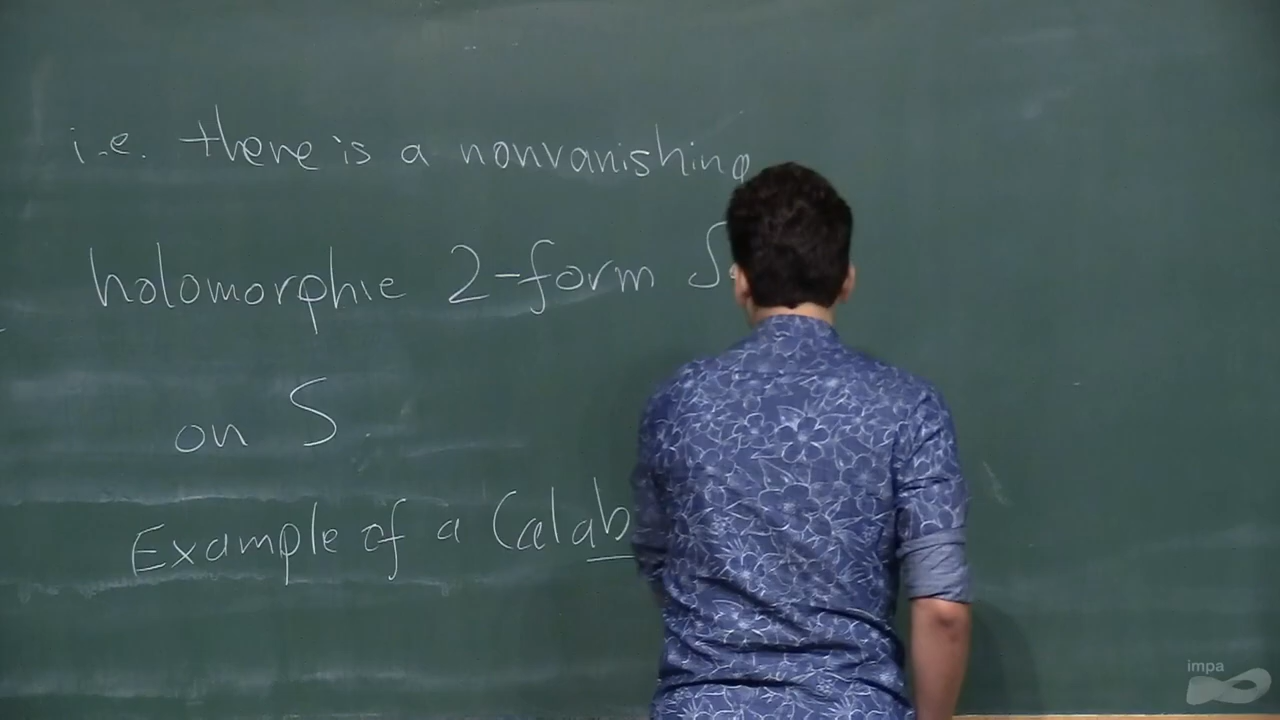 i.e. there is a nonvanishing
holomorphic 2-form
on S.
Example of a Calab
impa